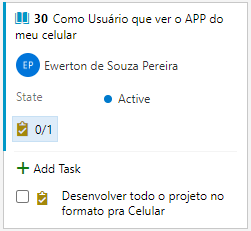 30 Como Usuário que ver o APP do
meu celular
EP Ewerton de Souza Pereira
State Active
0/1
+ Add Task
Desenvolver todo o projeto no
formato pra Celular